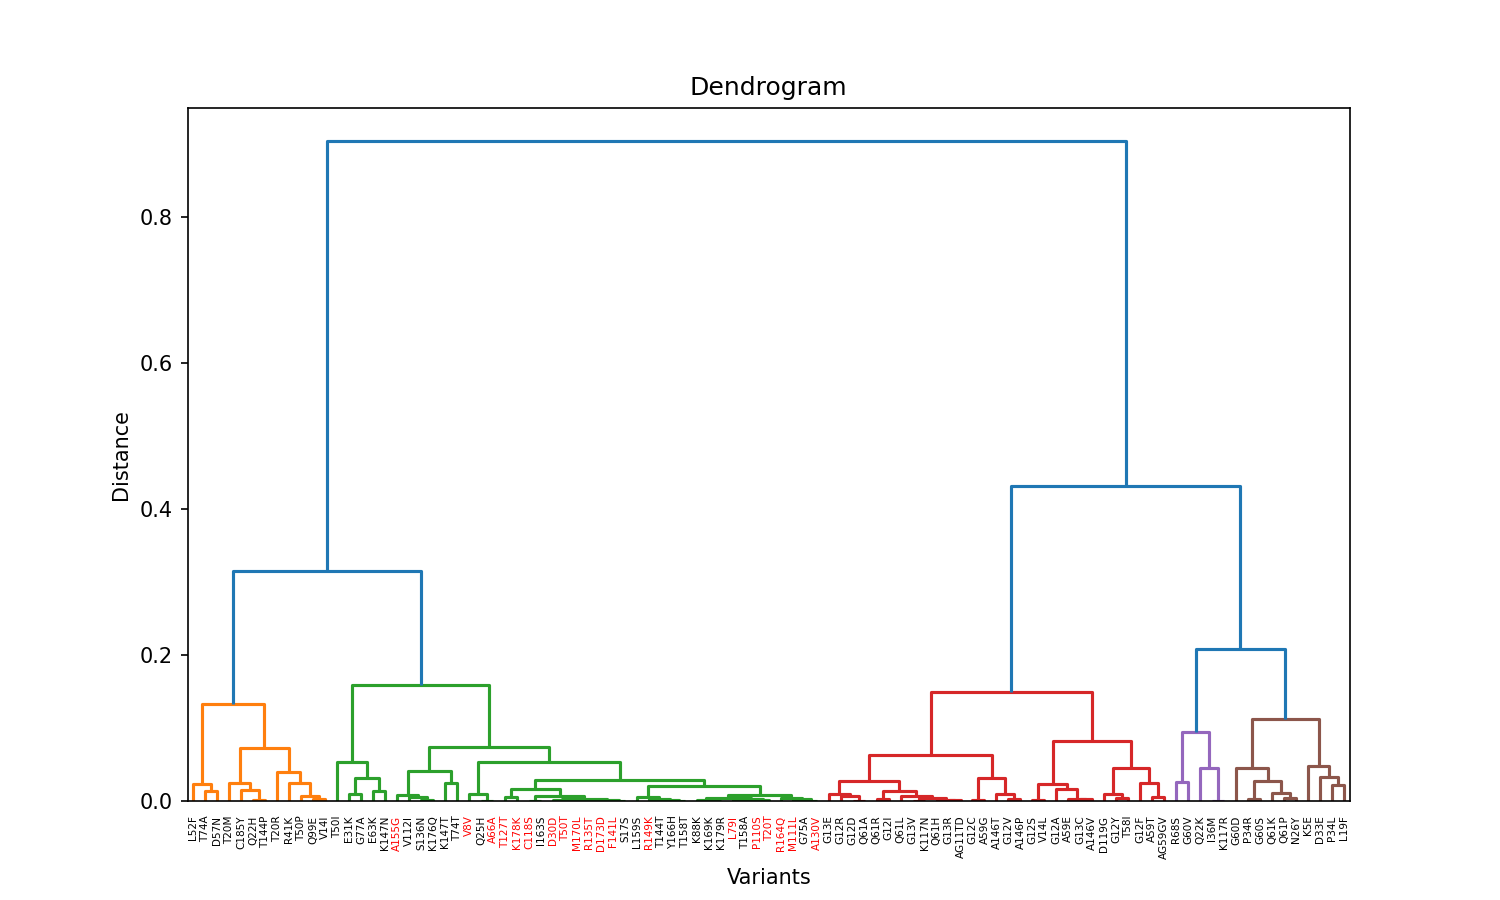 Dendrogram
0.8
0.6
0.4
0.2
0.0
Distance
L52F T74A D57N T20M C185Y Q22H T144P T20R R41K T50P Q99E V14I T50I E31K G77A E63K K147N A155G V112I S136N K176Q K147T T74T V8V Q25H A66A T127T K178K C118S I163S D30D T50T M170L R135T D173D F141L S17S L159S R149K T144T Y166H T158T K88K K169K K179R L79I T158A P110S T20T R164Q M111L G75A A130V G13E G12R G12D Q61A Q61R G12I Q61L G13V K117N Q61H G13R AG11TD G12C A59G A146T G12V A146P G12S V14L G12A A59E G13C A146V D119G G12Y T58I G12F A59T AG59GV R68S G60V Q22K I36M K117R G60D P34R G60S Q61K Q61P N26Y K5E D33E P34L L19F
Variants